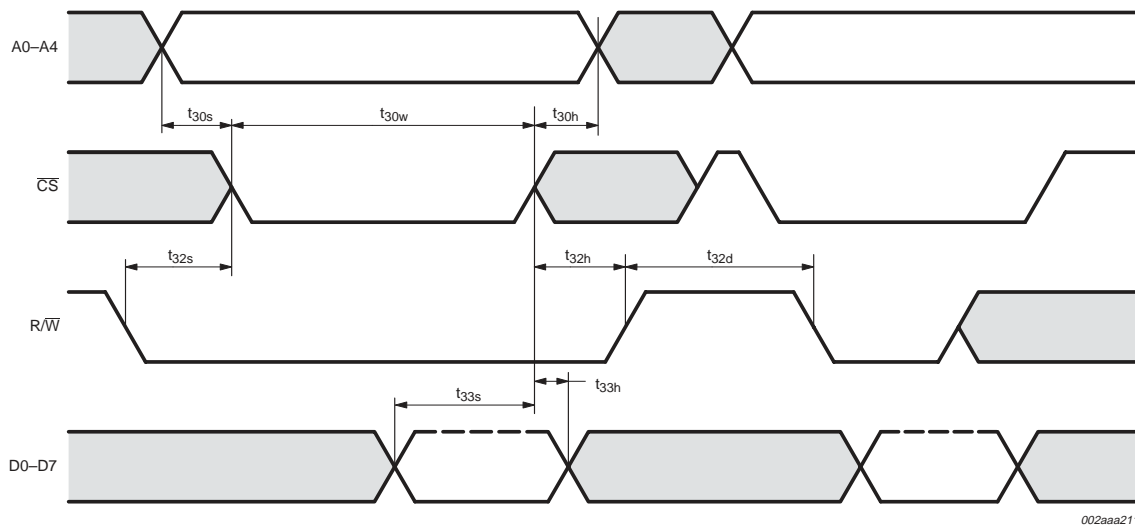 A0–A4
t30s
t30w
t30h
CS
t32s
t32h
t32d
R/W
t33s
t33h
D0–D7
002aaa21